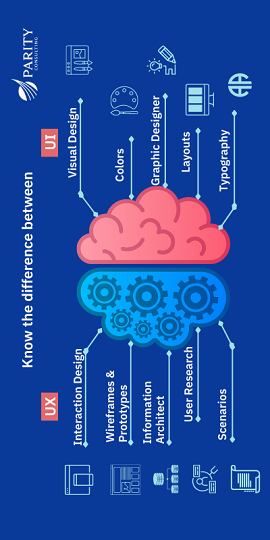 PARITY
CONSULTING
Know the difference between
UX
UI
Interaction Design
Wireframes &
Prototypes
Information
Architect
User Research
Scenarios
Visual Design
Colors
Graphic Designer
Layouts
Typography